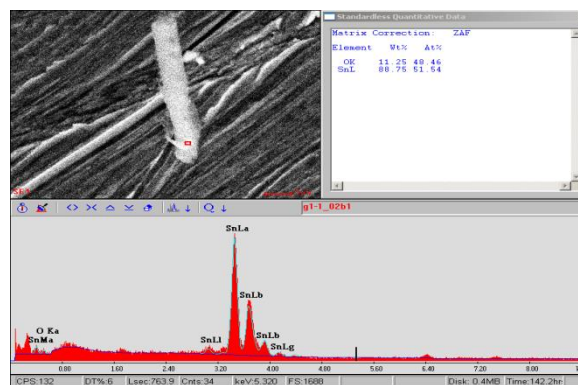 Standardless Quantitative Data
Matrix Correction: ZAF
Element Wt% At%
OK 11.25 48.46
SnL 88.75 51.54
SE1
g1-1_02b1
SnLa
SnLb
SnLb
SnLg
SnLl
O Ka
SnMa
0.80 1.60 2.40 3.20 4.00 4.80 5.60 6.40 7.20 8.00
CPS:132 DT%:6 Lsec:763.9 Cnts:34 keV:5.320 FS:1688 Disk: 0.4MB Time:142.2hr